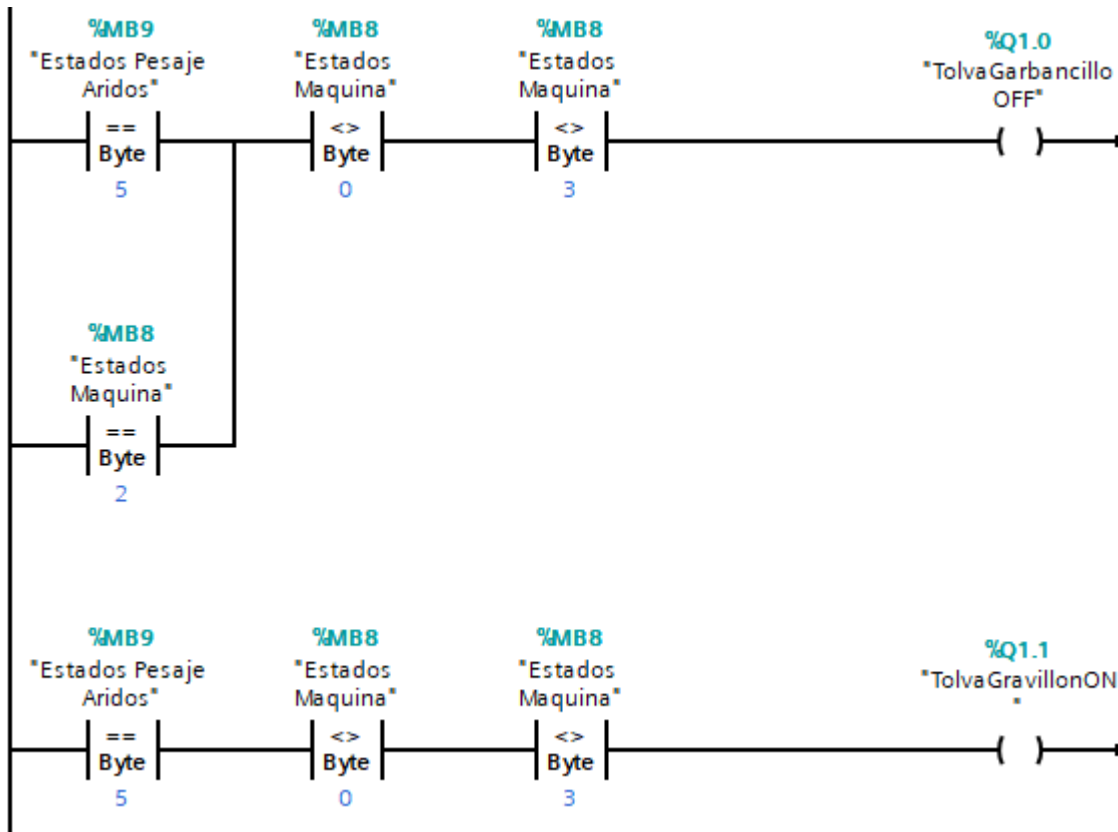 %MB9
"Estados Pesaje
Aridos"
==
Byte
5
%MB8
"Estados
Maquina"
<>
Byte
0
%MB8
"Estados
Maquina"
<>
Byte
3
%Q1.0
"TolvaGarbancillo
OFF"
( )
%MB8
"Estados
Maquina"
==
Byte
2
%MB9
"Estados Pesaje
Aridos"
==
Byte
5
%MB8
"Estados
Maquina"
<>
Byte
0
%MB8
"Estados
Maquina"
<>
Byte
3
%Q1.1
"TolvaGravillonON
"
( )